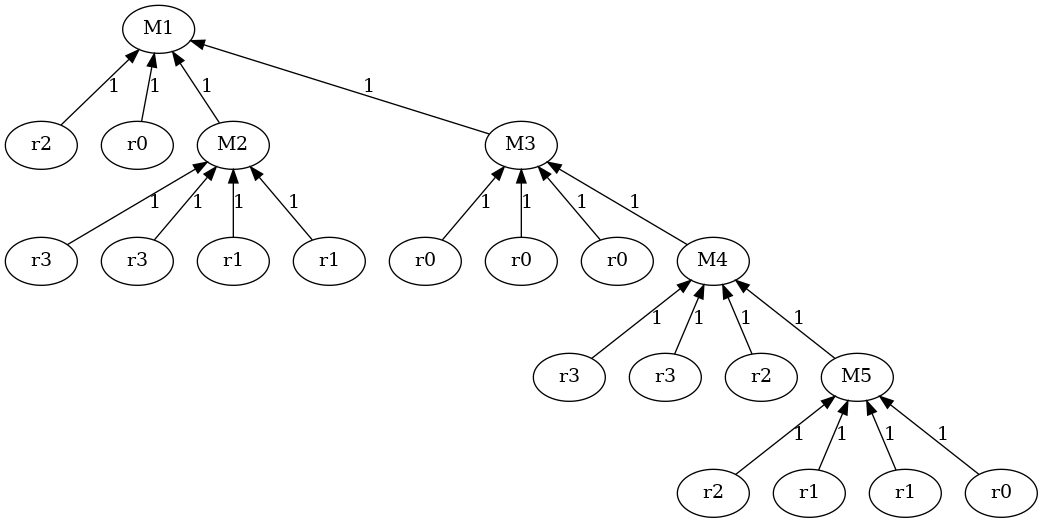 M1
1 1 1 1
r2 r0 M2 M3
1 1 1 1 1 1 1 1
r3 r3 r1 r1 r0 r0 r0 M4
1 1 1 1
r3 r3 r2 M5
1 1 1 1
r2 r1 r1 r0